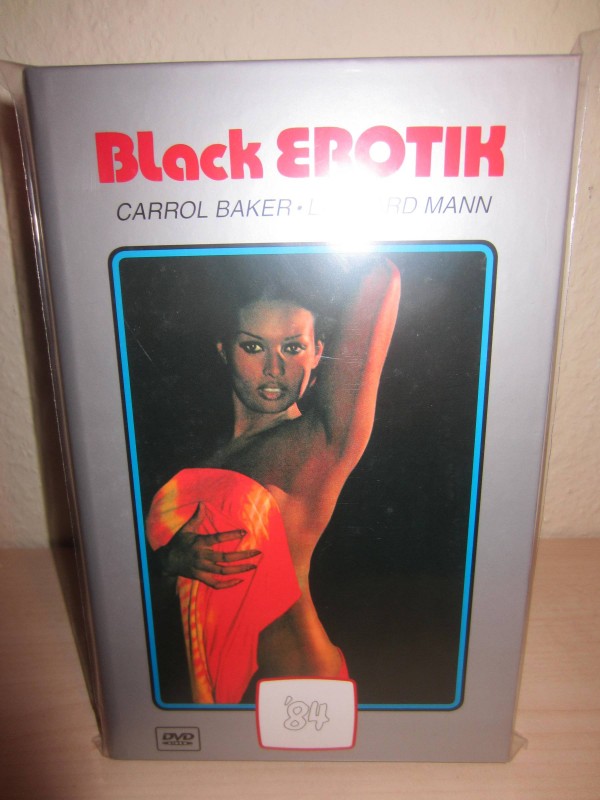 BLack EROTIK
CARROL BAKER • MANN
'84
DVD